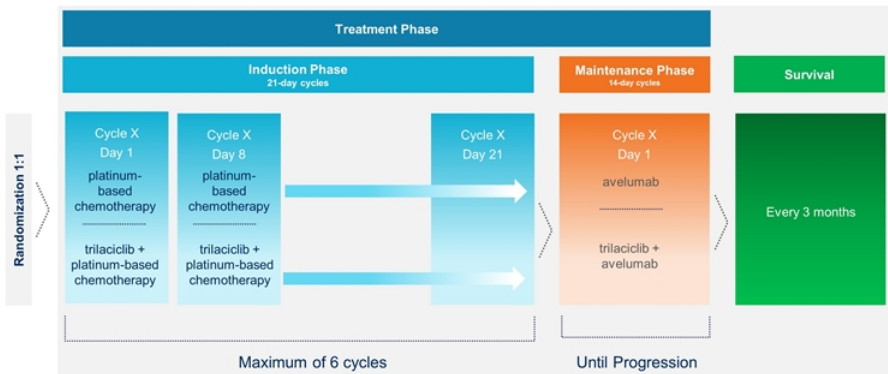 Treatment Phase
Induction Phase
21-day cycles
Maintenance Phase
14-day cycles
Survival
Randomization 1:1
Cycle X
Day 1
platinum-
based
chemotherapy
trilaciclib +
platinum-based
chemotherapy
Cycle X
Day 8
platinum-
based
chemotherapy
trilaciclib +
platinum-based
chemotherapy
Cycle X
Day 21
Cycle X
Day 1
avelumab
trilaciclib +
avelumab
Every 3 months
Maximum of 6 cycles
Until Progression